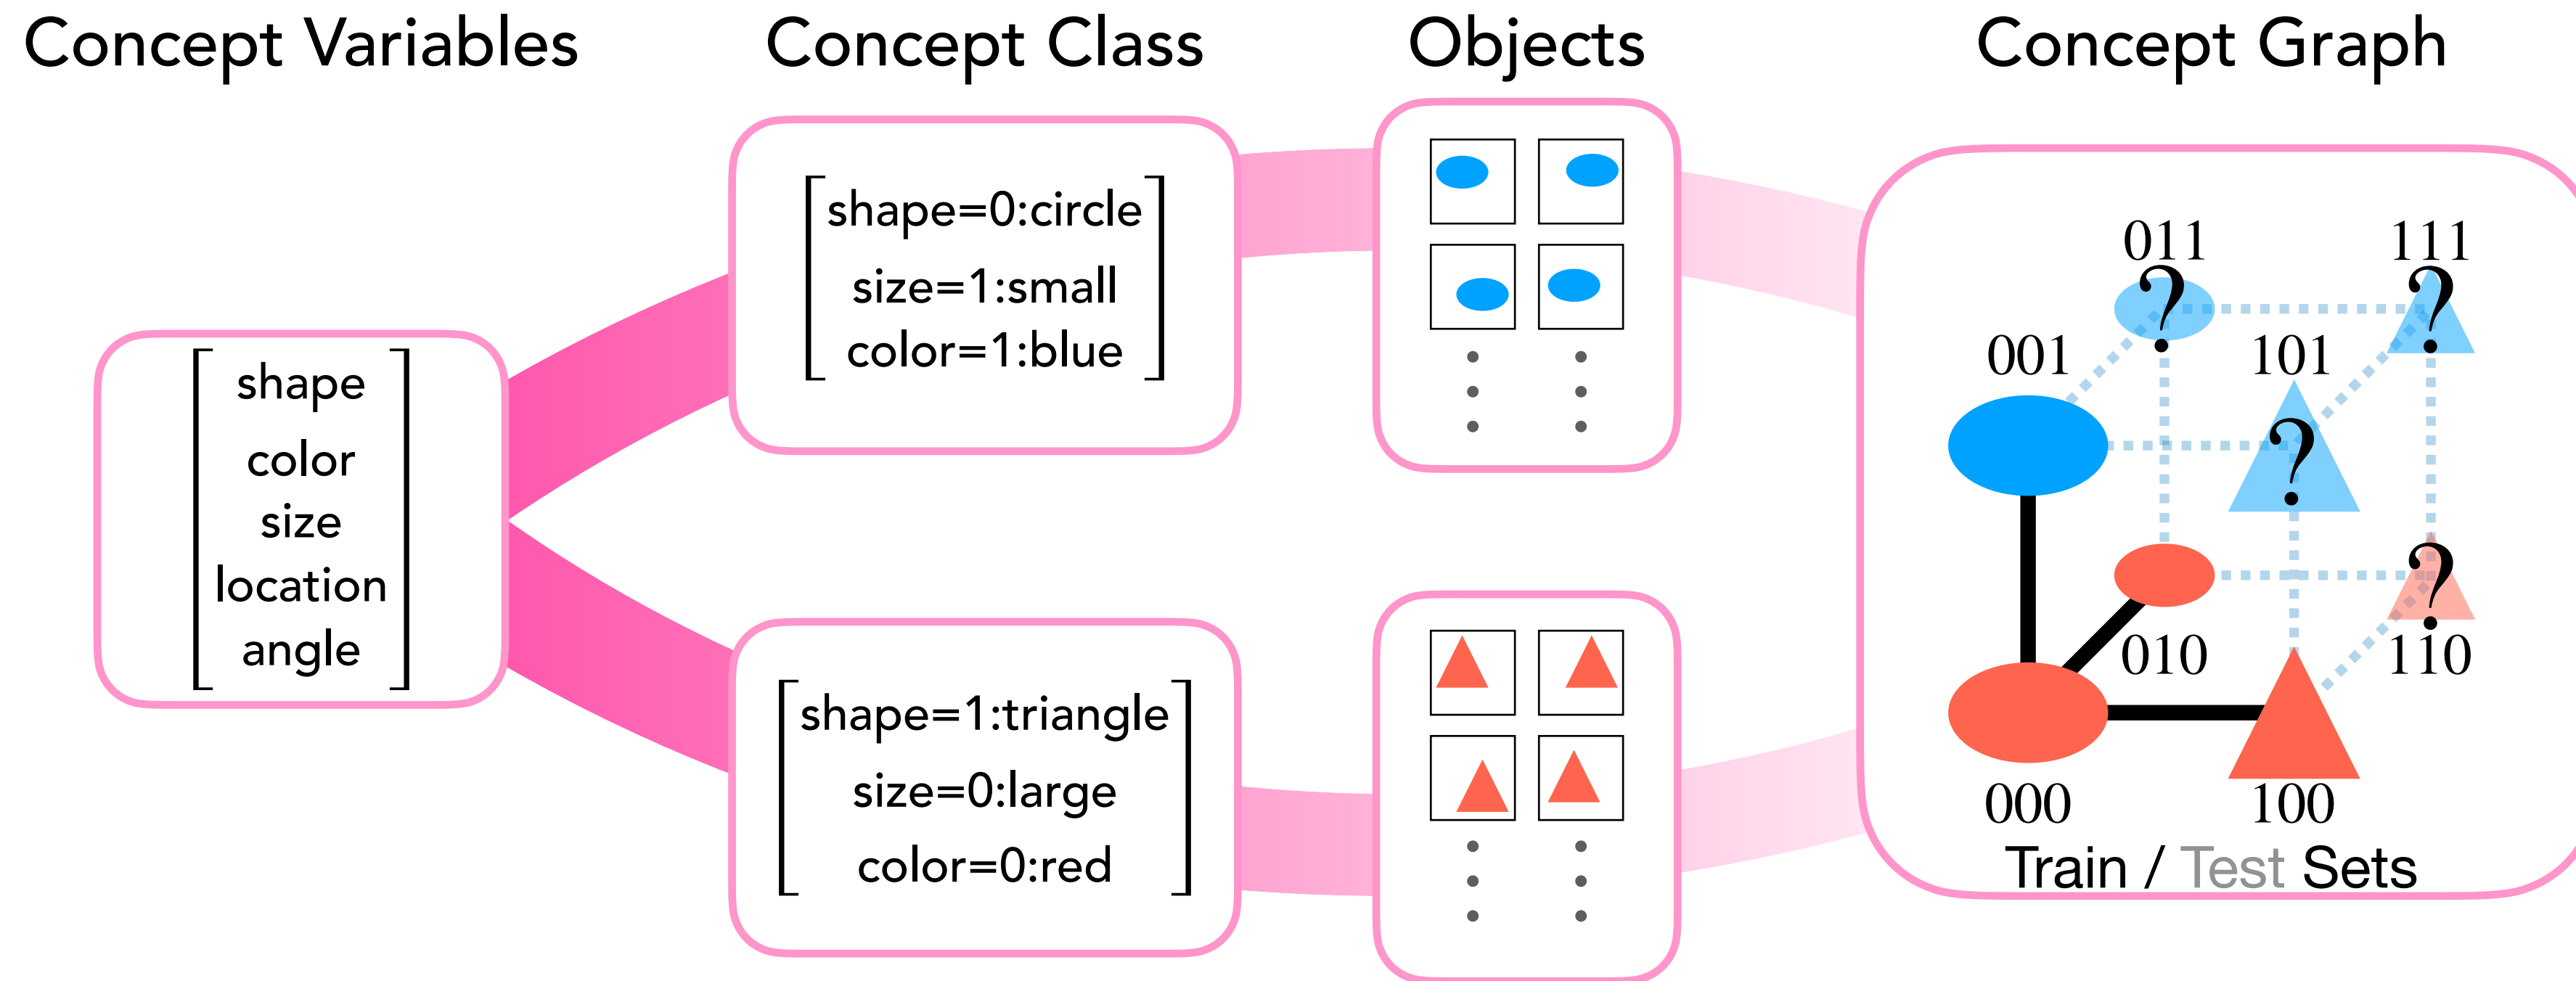 Concept Variables
Concept Class
Objects
Concept Graph
shape
color
size
location
angle
shape=0:circle
size=1:small
color=1:blue
shape=1:triangle
size=0:large
color=0:red
011
111
?
?
001
101
?
?
010
110
000
100
Train / Test Sets